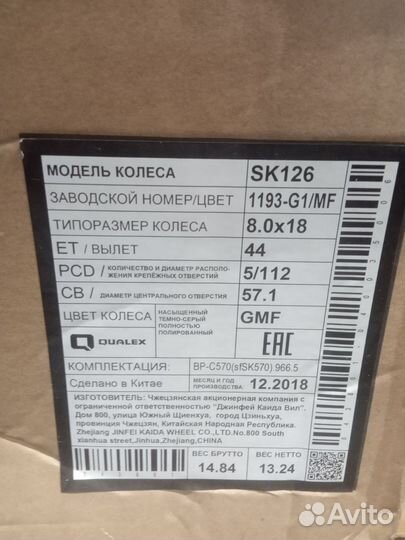 МОДЕЛЬ КОЛЕСА SK126
ЗАВОДСКОЙ НОМЕР/ЦВЕТ 1193-G1/MF
ТИПОРАЗМЕР КОЛЕСА 8.0x18
ET / ВЫЛЕТ 44
PCD / КОЛИЧЕСТВО И ДИАМЕТР РАСПОЛО-
ЖЕНИЯ КРЕПЁЖНЫХ ОТВЕРСТИЙ 5/112
CB / ДИАМЕТР ЦЕНТРАЛЬНОГО ОТВЕРСТИЯ 57.1
ЦВЕТ КОЛЕСА НАСЫЩЕННЫЙ
ТЕМНО-СЕРЫЙ
ПОЛНОСТЬЮ
ПОЛИРОВАННЫЙ GMF
QUALEX EAC
КОМПЛЕКТАЦИЯ: BP-C570(sfSK570).966.5
Сделано в Китае МЕСЯЦ И ГОД
ПРОИЗВОДСТВА 12.2018
ИЗГОТОВИТЕЛЬ: Чжецзянская акционерная компания с
ограниченной ответственностью "Джинфей Каида Вил".
Дом 800, улица Южный Щиенхуа, город Цзиньхуа,
провинция Чжецзян, Китайская Народная Республика
Zhejiang JINFEI KAIDA WHEEL CO.,LTD.No.800 South
xianhua street,Jinhua,Zhejiang,CHINA
ВЕС БРУТТО ВЕС НЕТТО
14.84 13.24
Avito